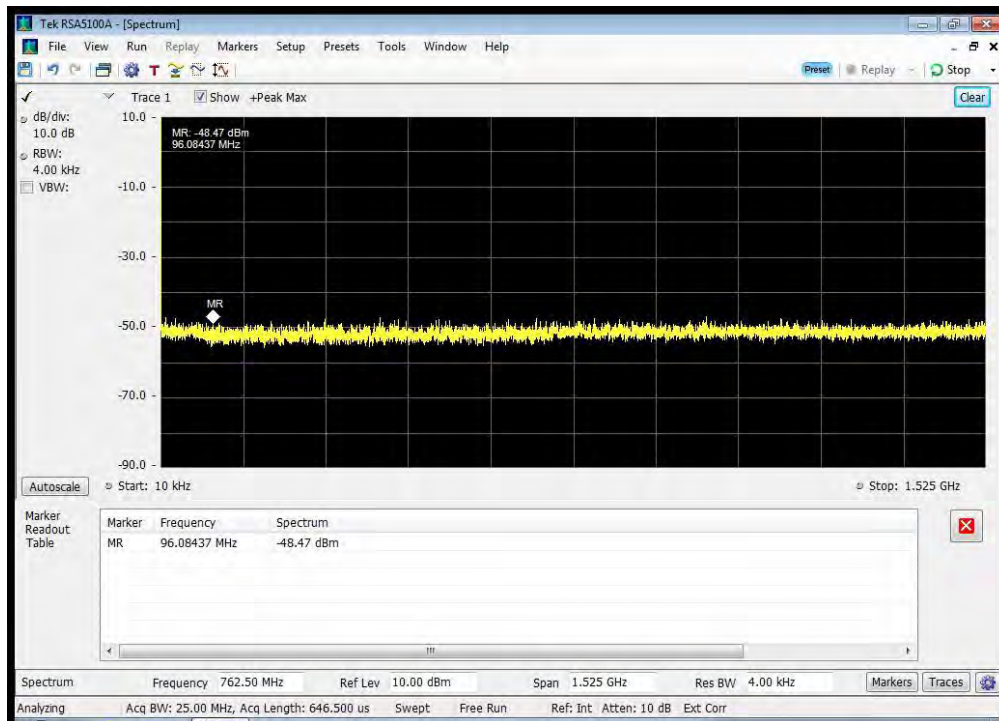 Tek RSA5100A - [Spectrum]
File View Run Replay Markers Setup Presets Tools Window Help
Preset Replay Stop
Trace 1 Show +Peak Max Clear
dB/div:
10.0 dB
RBW:
4.00 kHz
VBW:
10.0
-10.0
-30.0
-50.0
-70.0
-90.0
MR: -48.47 dBm
96.08437 MHz
MR
Autoscale Start: 10 kHz Stop: 1.525 GHz
Marker
Readout
Table
Marker Frequency Spectrum
MR 96.08437 MHz -48.47 dBm
Spectrum Frequency 762.50 MHz Ref Lev 10.00 dBm Span 1.525 GHz Res BW 4.00 kHz Markers Traces
Analyzing Acq BW: 25.00 MHz, Acq Length: 646.500 us Swept Free Run Ref: Int Atten: 10 dB Ext Corr